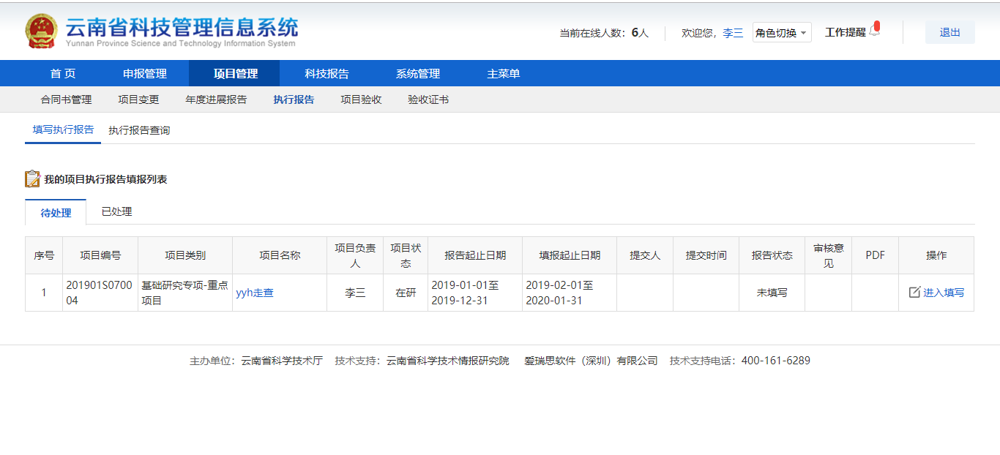 云南省科技管理信息系统
Yunnan Province Science and Technology Information System
当前在线人数：6人 欢迎您，李三 角色切换 工作提醒 退出
首 页 申报管理 项目管理 科技报告 系统管理 主菜单
合同书管理 项目变更 年度进展报告 执行报告 项目验收 验收证书
填写执行报告 执行报告查询
我的项目执行报告填报列表
待处理 已处理
序号 项目编号 项目类别 项目名称 项目负责人 项目状态 报告起止日期 填报起止日期 提交人 提交时间 报告状态 审核意见 PDF 操作
1 201901S070004 基础研究专项-重点项目 yyh走查 李三 在研 2019-01-01至2019-12-31 2019-02-01至2020-01-31 未填写 进入填写
主办单位：云南省科学技术厅 技术支持：云南省科学技术情报研究院 爱瑞思软件（深圳）有限公司 技术支持电话：400-161-6289